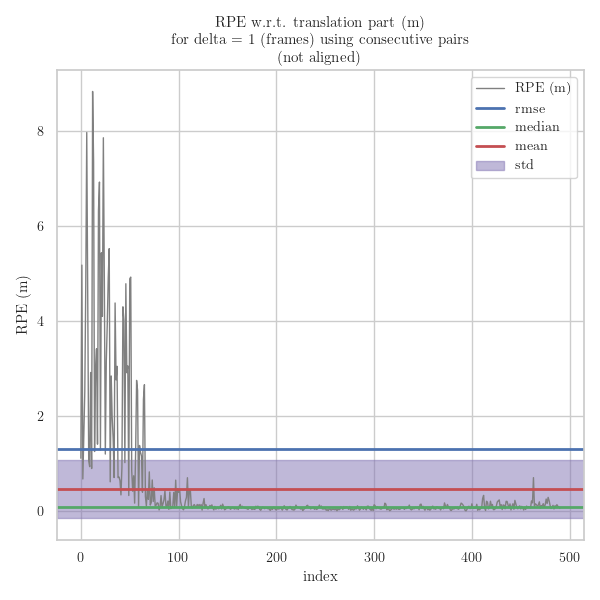 RPE w.r.t. translation part (m)
for delta = 1 (frames) using consecutive pairs
(not aligned)
RPE (m)
rmse
median
mean
std
RPE (m)
8
6
4
2
0
0
100
200
300
400
500
index